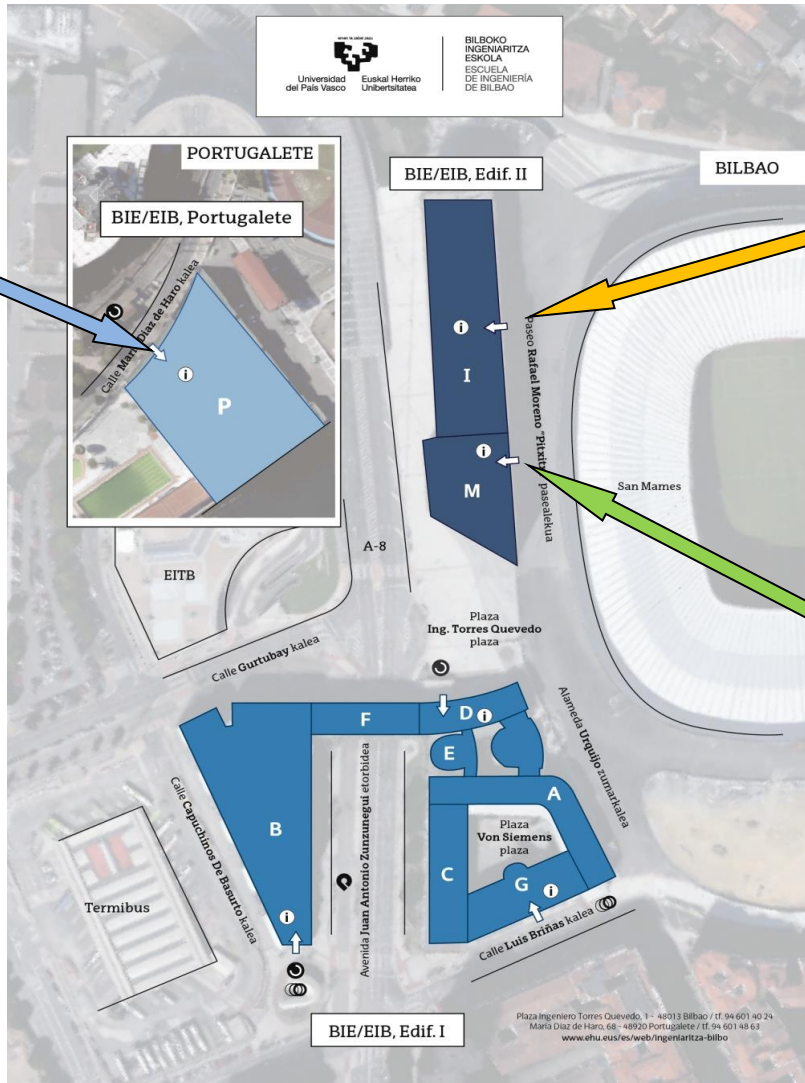 Universidad
del País Vasco
Euskal Herriko
Unibertsitatea
BILBOKO
INGENIARITZA
ESKOLA
ESCUELA
DE INGENIERÍA
DE BILBAO
PORTUGALETE
BIE/EIB, Portugalete
Calle María Díaz de Haro kalea
i
P
BIE/EIB, Edif. II
BILBAO
i
I
i
M
Paseo Rafael Moreno "Pitxitxi" pasealekua
San Mames
A-8
EITB
Calle Gurtubay kalea
Plaza
Ing. Torres Quevedo
plaza
F
D i
E
A
B
C
Plaza
Von Siemens
plaza
G i
i
Alameda Urquijo zumarkalea
Calle Capuchinos De Basurto kalea
Avenida Juan Antonio Zunzunegui etorbidea
Termibus
Calle Luis Briñas kalea
BIE/EIB, Edif. I
Plaza Ingeniero Torres Quevedo, 1 - 48013 Bilbao / tf. 94 601 40 24
María Díaz de Haro, 68 - 48920 Portugalete / tf. 94 601 48 63
www.ehu.eus/es/web/ingeniaritza-bilbo